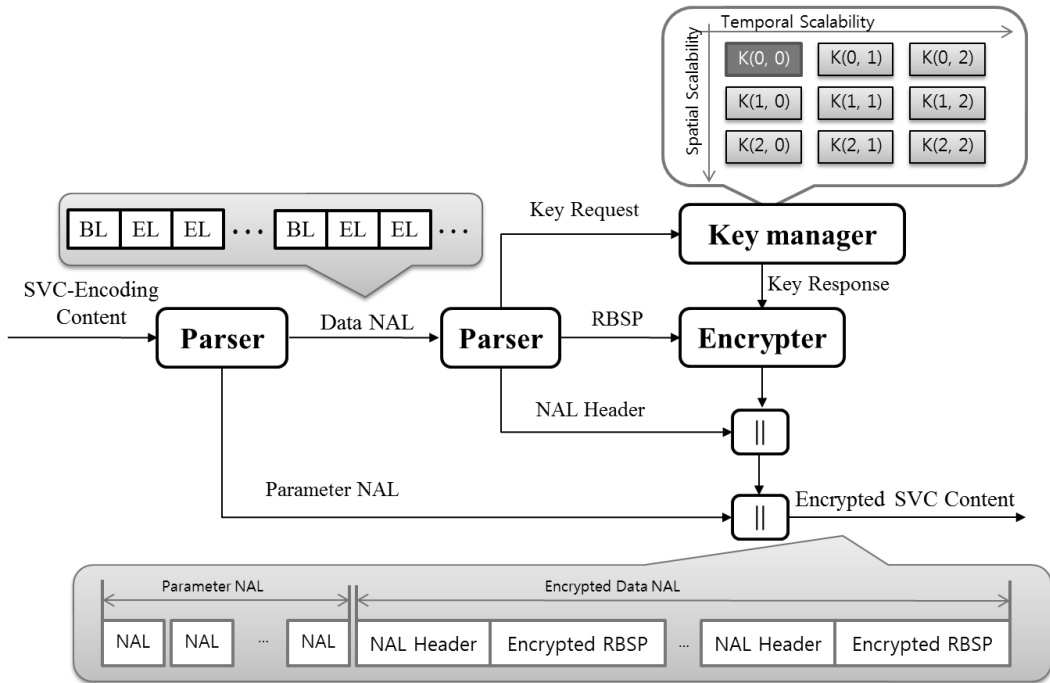 Temporal Scalability
Spatial Scalability
K(0, 0) K(0, 1) K(0, 2)
K(1, 0) K(1, 1) K(1, 2)
K(2, 0) K(2, 1) K(2, 2)
BL EL EL ... BL EL EL ...
Key Request
Key manager
SVC-Encoding
Content
Key Response
Parser
Data NAL
Parser
RBSP
Encrypter
NAL Header
||
Parameter NAL
||
Encrypted SVC Content
Parameter NAL
Encrypted Data NAL
NAL NAL ... NAL NAL Header Encrypted RBSP ... NAL Header Encrypted RBSP